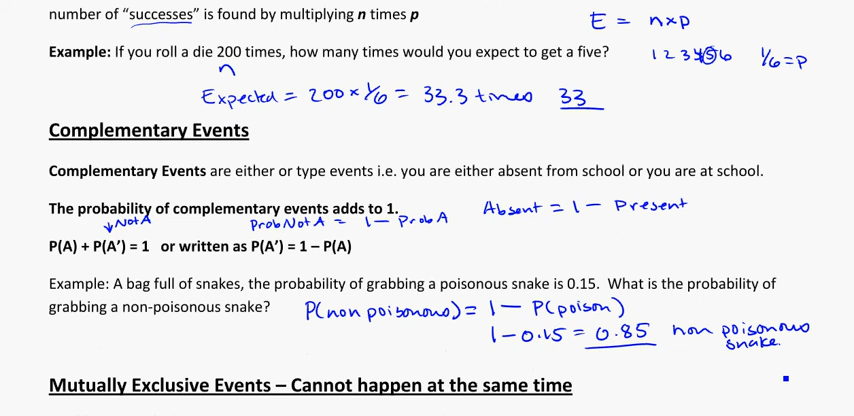 number of “successes” is found by multiplying n times p
E = n×p
Example: If you roll a die 200 times, how many times would you expect to get a five?
1 2 3 4 5 6 1/6 = P
n
Expected = 200 × 1/6 = 33.3 times 33
Complementary Events
Complementary Events are either or type events i.e. you are either absent from school or you are at school.
The probability of complementary events adds to 1.
Absent = 1 - Present
Not A Prob Not A = 1 - Prob A
P(A) + P(A’) = 1 or written as P(A’) = 1 – P(A)
Example: A bag full of snakes, the probability of grabbing a poisonous snake is 0.15. What is the probability of
grabbing a non-poisonous snake?
P(non poisonous) = 1 - P(poison)
1 - 0.15 = 0.85 non poisonous
snake.
Mutually Exclusive Events – Cannot happen at the same time